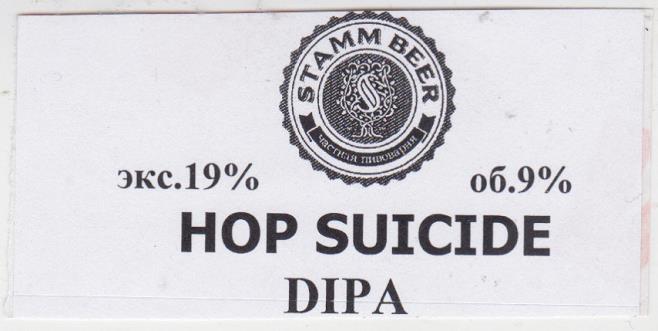 STAMM BEER
S
частная пивоварня
экс.19% об.9%
HOP SUICIDE
DIPA